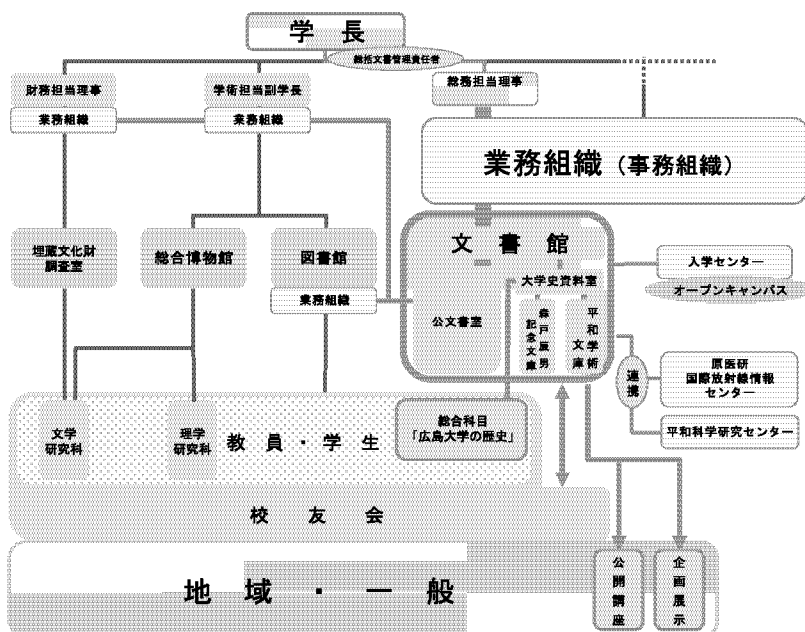 学 長
総括文書管理責任者
財務担当理事
業務組織
学術担当副学長
業務組織
総務担当理事
業務組織（事務組織）
埋蔵文化財
調査室
総合博物館
図書館
業務組織
文 書 館
大学史資料室
公文書室
森戸辰男
記念文庫
平和学術
文庫
入学センター
オープンキャンパス
連携
原医研
国際放射線情報
センター
平和科学研究センター
文学
研究科
理学
研究科
教 員 ・ 学 生
総合科目
「広島大学の歴史」
校 友 会
地 域 ・ 一 般
公開講座
企画展示